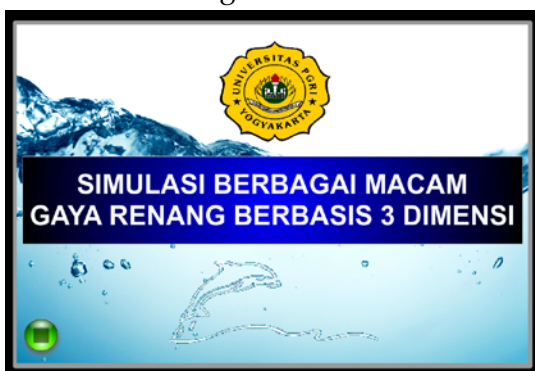 UNIVERSITAS PGRI
YOGYAKARTA
SIMULASI BERBAGAI MACAM
GAYA RENANG BERBASIS 3 DIMENSI